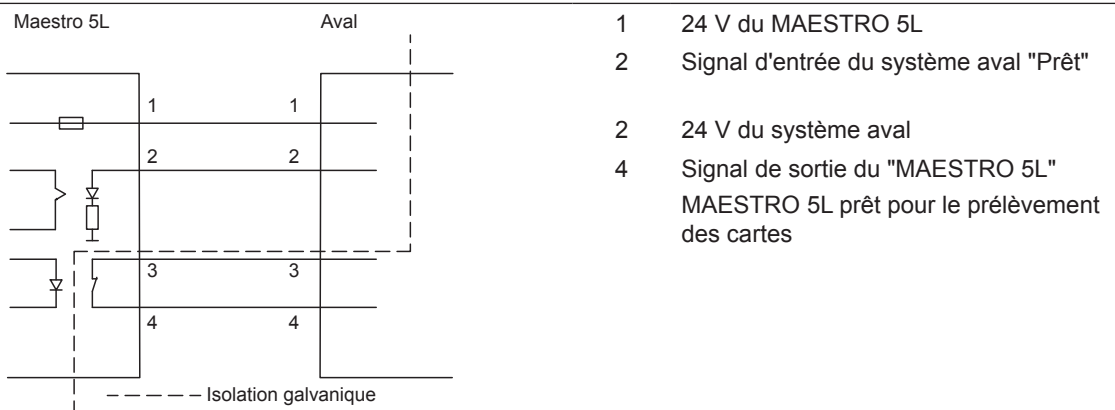 Maestro 5L Aval
1 1
2 2
3 3
4 4
Isolation galvanique
1 24 V du MAESTRO 5L
2 Signal d'entrée du système aval "Prêt"
2 24 V du système aval
4 Signal de sortie du "MAESTRO 5L"
MAESTRO 5L prêt pour le prélèvement
des cartes